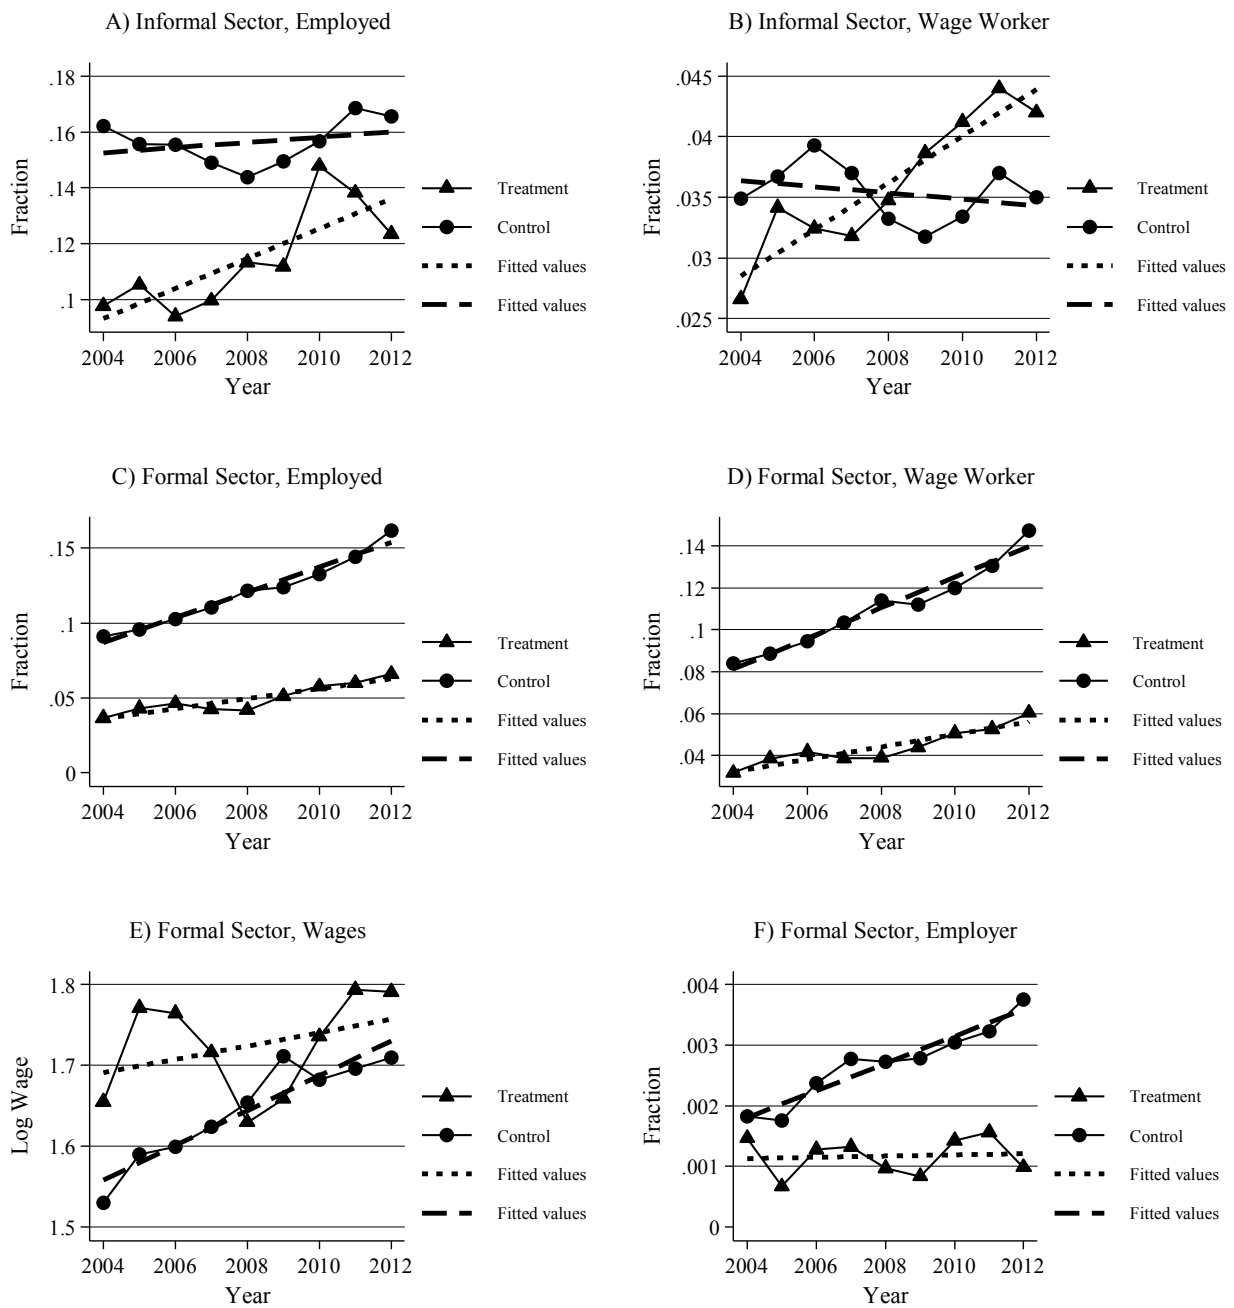 A) Informal Sector, Employed
.18
.16
.14
.12
.1
Fraction
2004 2006 2008 2010 2012
Year
Treatment
Control
Fitted values
Fitted values
B) Informal Sector, Wage Worker
.045
.04
.035
.03
.025
Fraction
2004 2006 2008 2010 2012
Year
Treatment
Control
Fitted values
Fitted values
C) Formal Sector, Employed
.15
.1
.05
0
Fraction
2004 2006 2008 2010 2012
Year
Treatment
Control
Fitted values
Fitted values
D) Formal Sector, Wage Worker
.14
.12
.1
.08
.06
.04
Fraction
2004 2006 2008 2010 2012
Year
Treatment
Control
Fitted values
Fitted values
E) Formal Sector, Wages
1.8
1.7
1.6
1.5
Log Wage
2004 2006 2008 2010 2012
Year
Treatment
Control
Fitted values
Fitted values
F) Formal Sector, Employer
.004
.003
.002
.001
0
Fraction
2004 2006 2008 2010 2012
Year
Treatment
Control
Fitted values
Fitted values